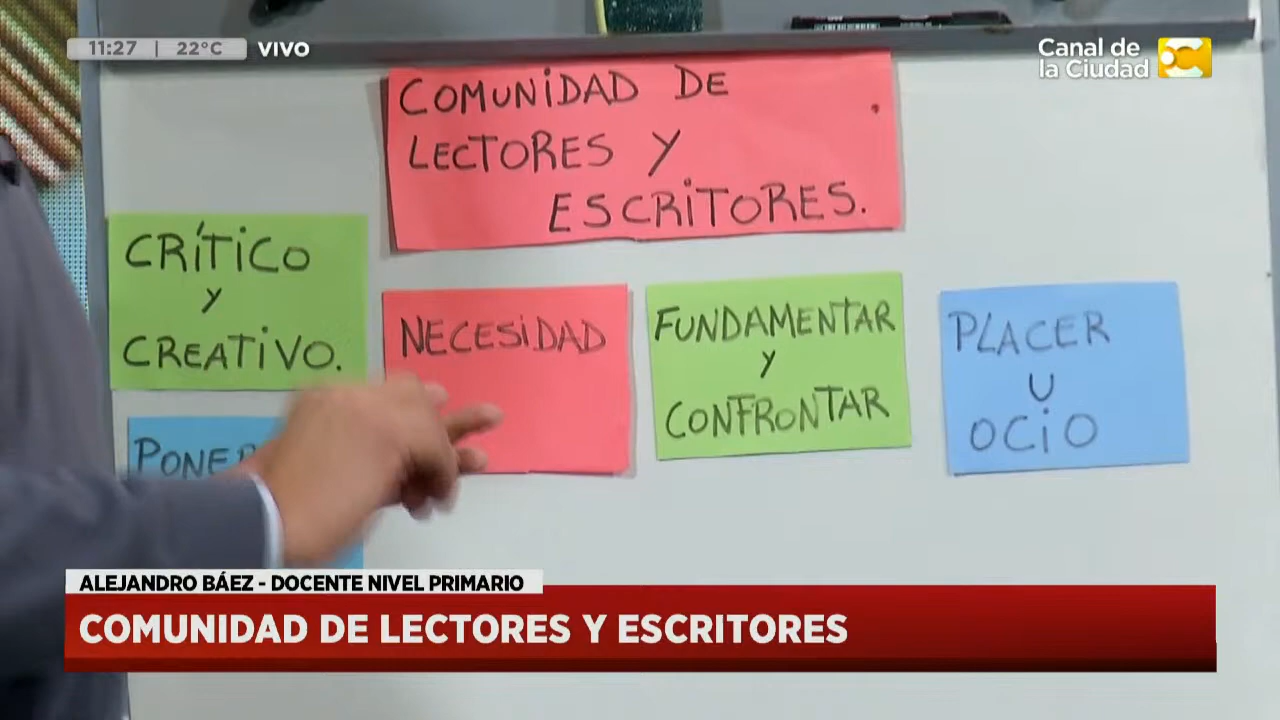 11:27 | 22°C VIVO
Canal de
la Ciudad
COMUNIDAD DE
LECTORES Y
ESCRITORES.
CRÍTICO
Y
CREATIVO.
NECESIDAD
FUNDAMENTAR
Y
CONFRONTAR
PLACER
U
OCIO
ALEJANDRO BÁEZ - DOCENTE NIVEL PRIMARIO
COMUNIDAD DE LECTORES Y ESCRITORES